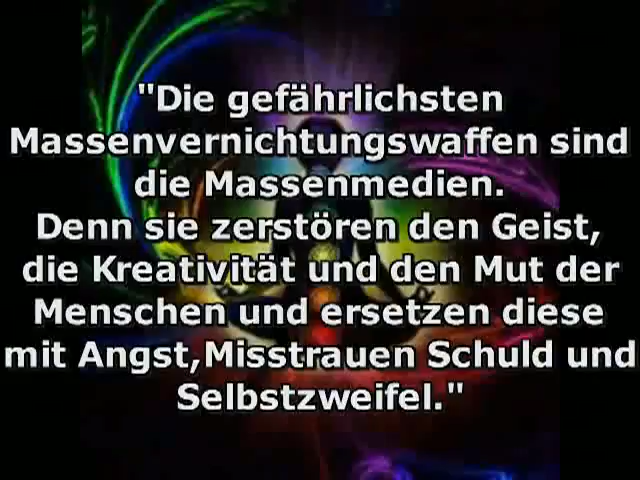 "Die gefährlichsten
Massenvernichtungswaffen sind
die Massenmedien.
Denn sie zerstören den Geist,
die Kreativität und den Mut der
Menschen und ersetzen diese
mit Angst,Misstrauen Schuld und
Selbstzweifel."